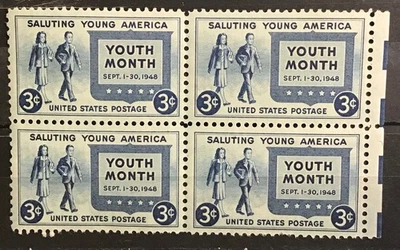 SALUTING YOUNG AMERICA SALUTING YOUNG AMERICA
YOUTH YOUTH
MONTH MONTH
SEPT. 1-30, 1948 SEPT. 1-30, 1948
3¢ 3¢ 3¢ 3¢
UNITED STATES POSTAGE UNITED STATES POSTAGE
SALUTING YOUNG AMERICA SALUTING YOUNG AMERICA
YOUTH YOUTH
MONTH MONTH
SEPT. 1-30, 1948 SEPT. 1-30, 1948
3¢ 3¢ 3¢ 3¢
UNITED STATES POSTAGE UNITED STATES POSTAGE